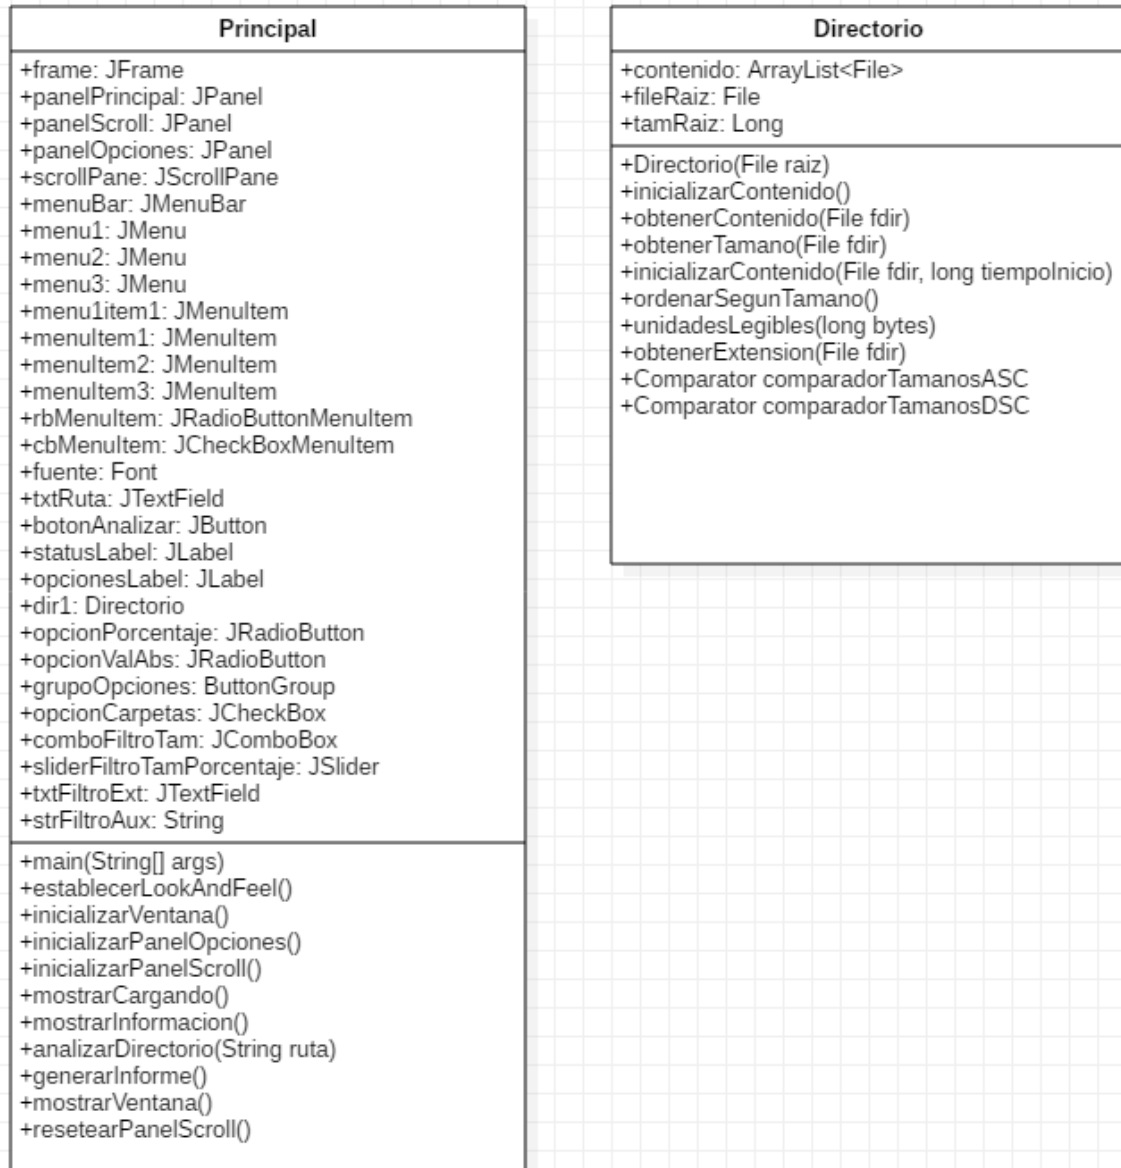 Principal
+frame: JFrame
+panelPrincipal: JPanel
+panelScroll: JPanel
+panelOpciones: JPanel
+scrollPane: JScrollPane
+menuBar: JMenuBar
+menu1: JMenu
+menu2: JMenu
+menu3: JMenu
+menu1item1: JMenuItem
+menuItem1: JMenuItem
+menuItem2: JMenuItem
+menuItem3: JMenuItem
+rbMenuItem: JRadioButtonMenuItem
+cbMenuItem: JCheckBoxMenuItem
+fuente: Font
+txtRuta: JTextField
+botonAnalizar: JButton
+statusLabel: JLabel
+opcionesLabel: JLabel
+dir1: Directorio
+opcionPorcentaje: JRadioButton
+opcionValAbs: JRadioButton
+grupoOpciones: ButtonGroup
+opcionCarpetas: JCheckBox
+comboFiltroTam: JComboBox
+sliderFiltroTamPorcentaje: JSlider
+txtFiltroExt: JTextField
+strFiltroAux: String
+main(String[] args)
+establecerLookAndFeel()
+inicializarVentana()
+inicializarPanelOpciones()
+inicializarPanelScroll()
+mostrarCargando()
+mostrarInformacion()
+analizarDirectorio(String ruta)
+generarInforme()
+mostrarVentana()
+resetearPanelScroll()
Directorio
+contenido: ArrayList<File>
+fileRaiz: File
+tamRaiz: Long
+Directorio(File raiz)
+inicializarContenido()
+obtenerContenido(File fdir)
+obtenerTamano(File fdir)
+inicializarContenido(File fdir, long tiempoInicio)
+ordenarSegunTamano()
+unidadesLegibles(long bytes)
+obtenerExtension(File fdir)
+Comparator comparadorTamanosASC
+Comparator comparadorTamanosDSC